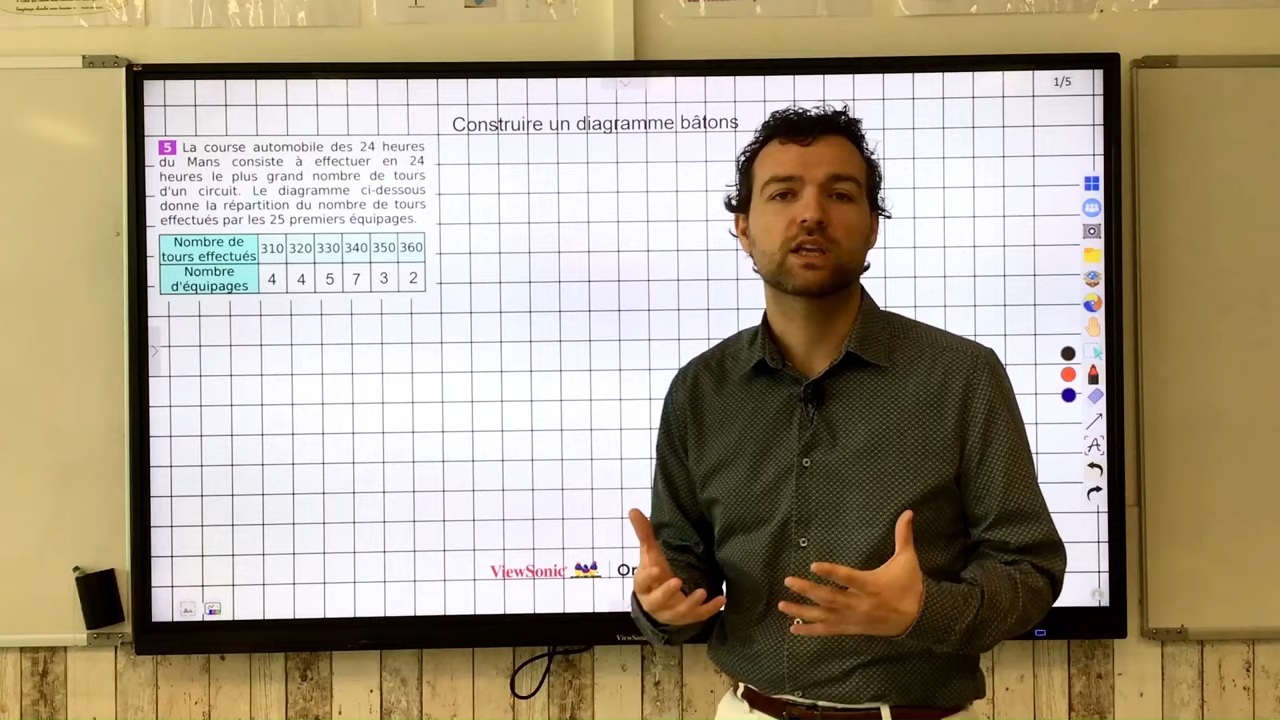 1/5
Construire un diagramme bâtons
5 La course automobile des 24 heures
du Mans consiste à effectuer en 24
heures le plus grand nombre de tours
d'un circuit. Le diagramme ci-dessous
donne la répartition du nombre de tours
effectués par les 25 premiers équipages.
Nombre de
tours effectués 310 320 330 340 350 360
Nombre
d'équipages 4 4 5 7 3 2
ViewSonic